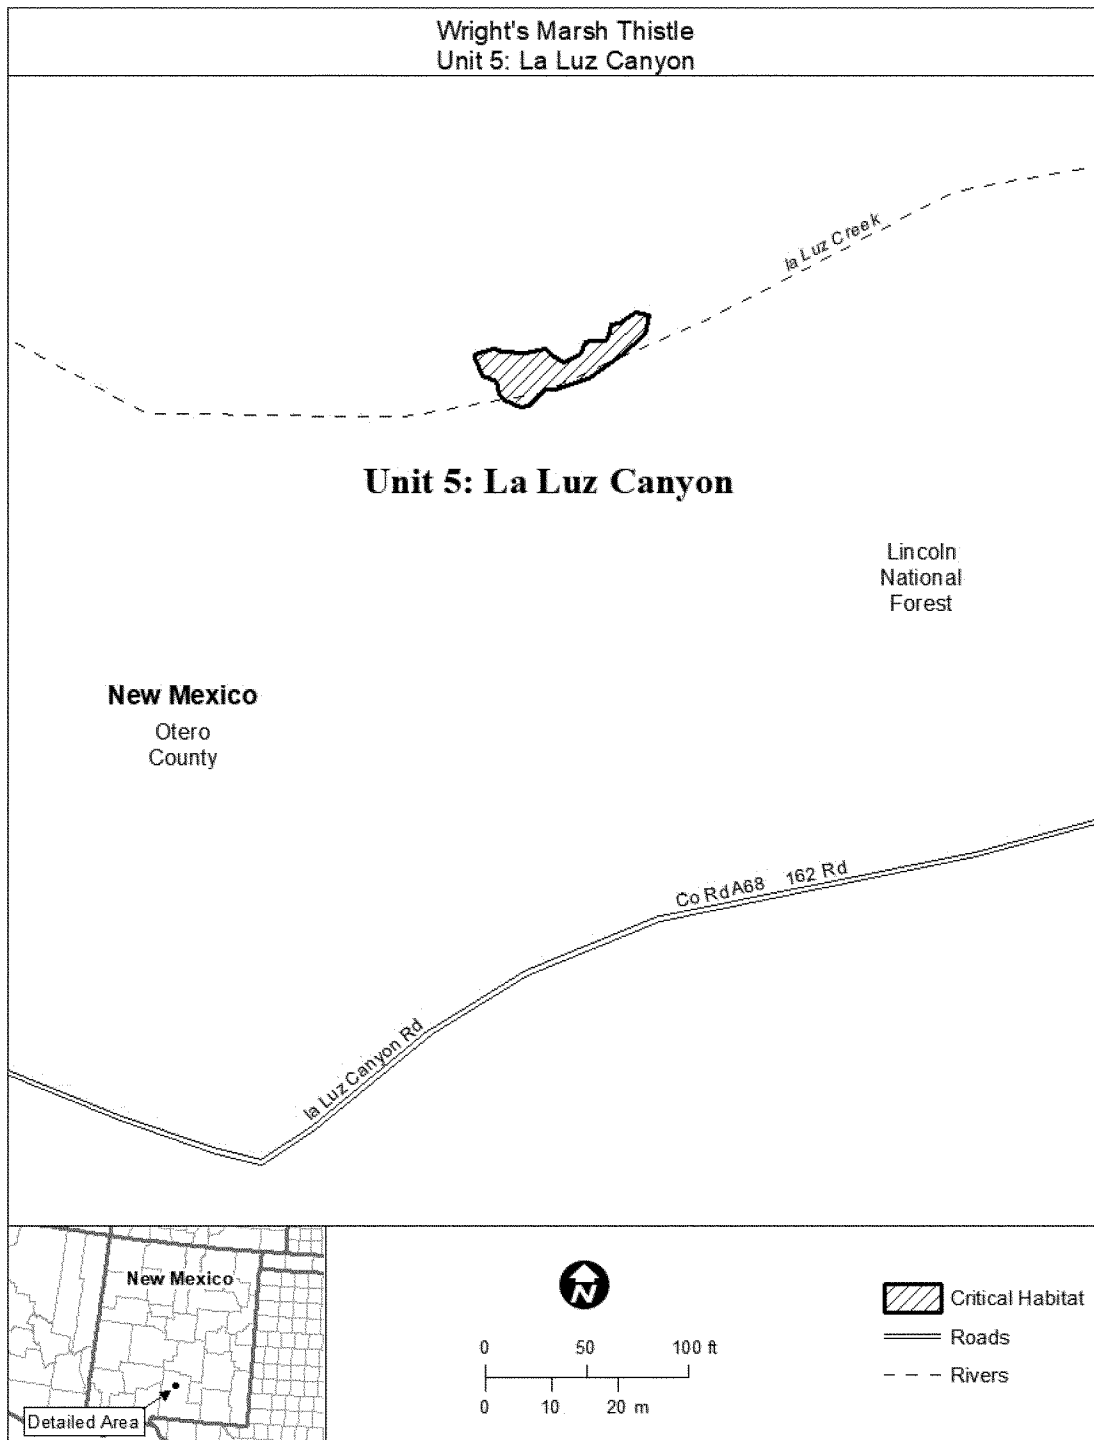 Wright's Marsh Thistle
Unit 5: La Luz Canyon
la Luz Creek
Unit 5: La Luz Canyon
Lincoln
National
Forest
New Mexico
Otero
County
Co Rd A68 162 Rd
la Luz Canyon Rd
New Mexico
Detailed Area
N
0 50 100 ft
0 10 20 m
Critical Habitat
Roads
Rivers